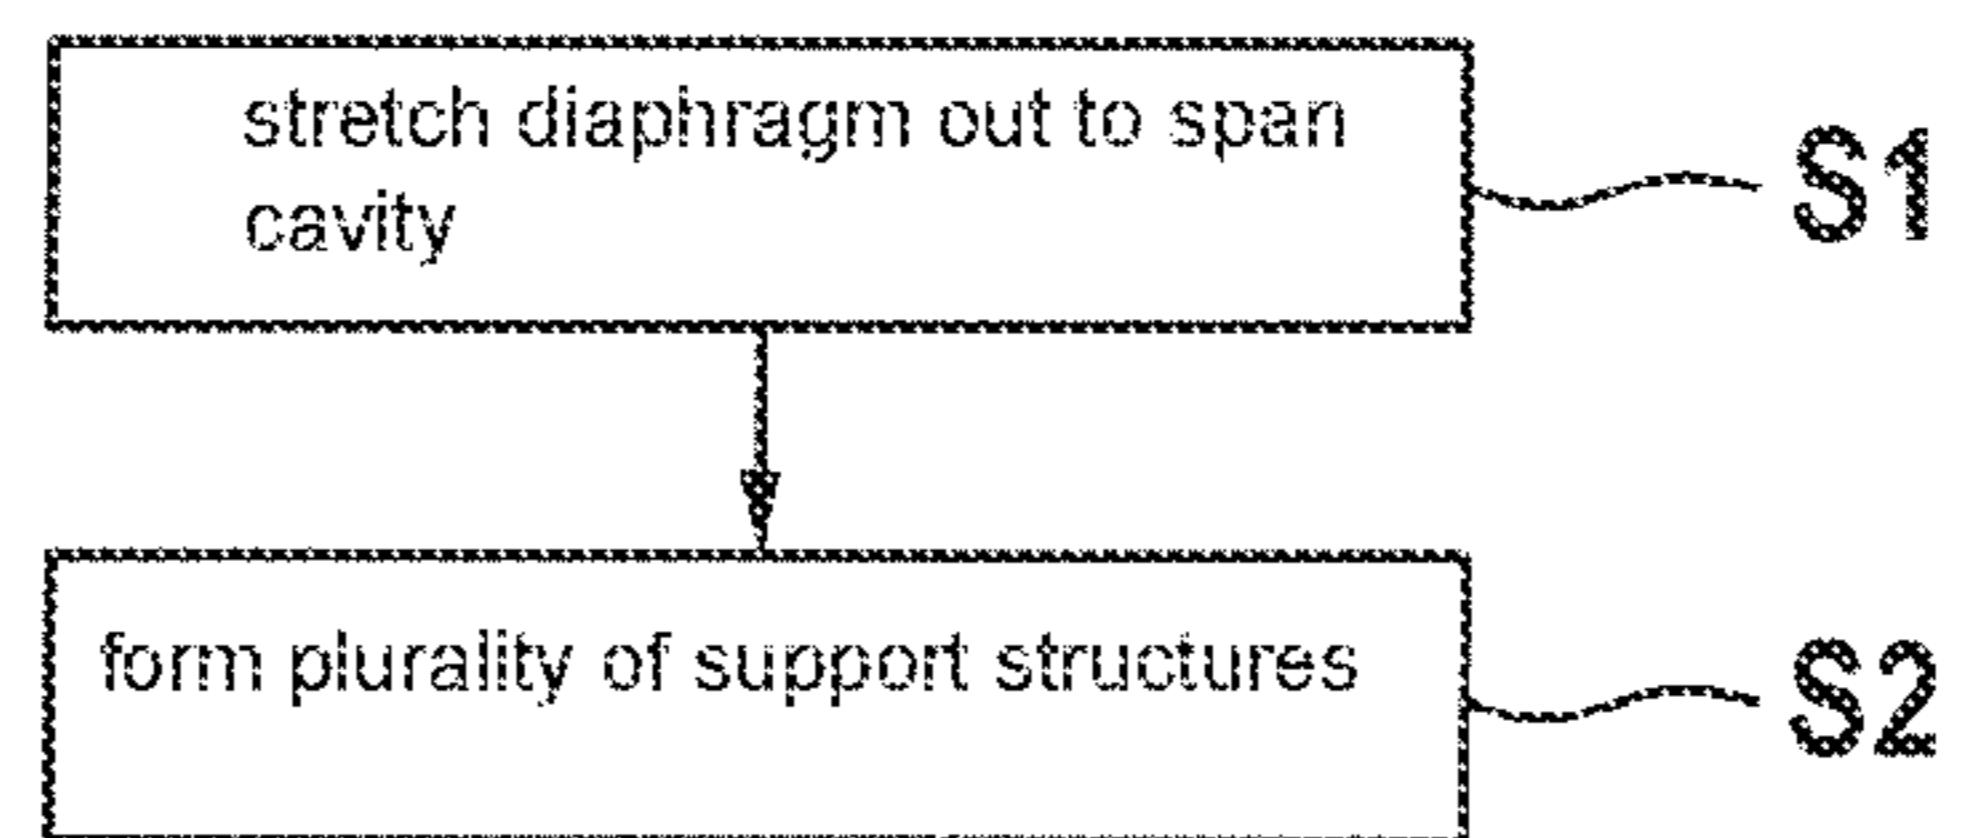 stretch diaphragm out to span
cavity
S1
form plurality of support structures
S2